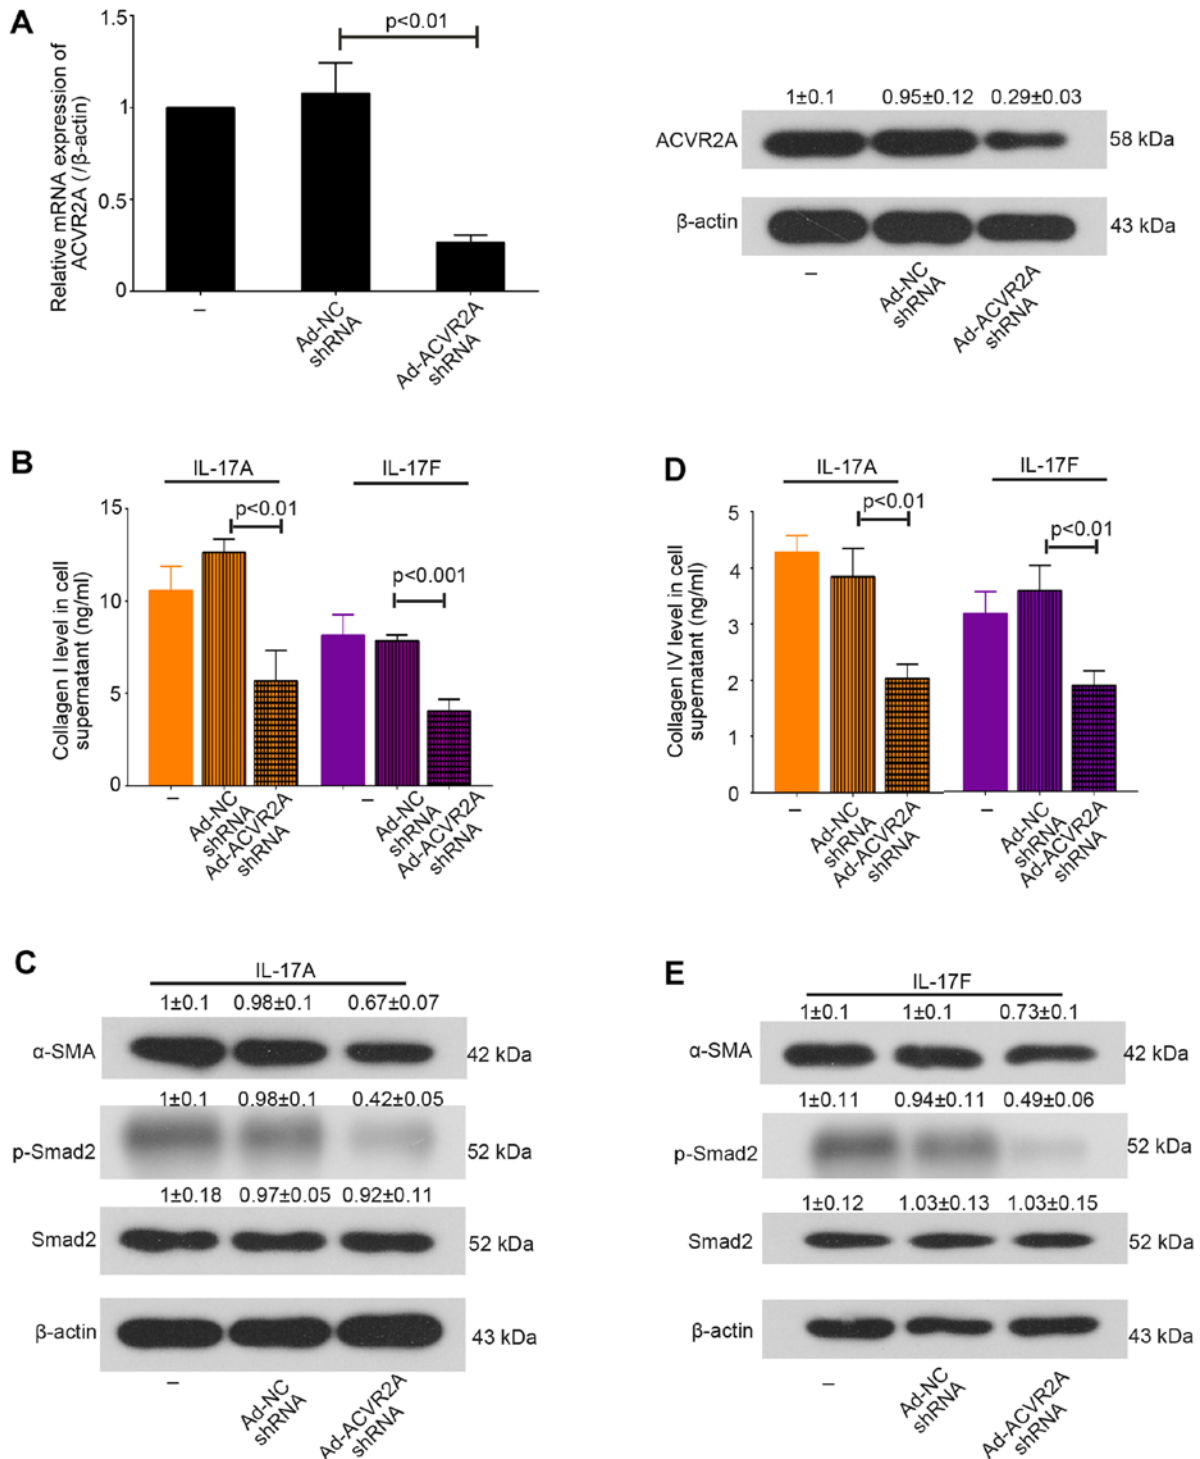 A
Relative mRNA expression of
ACVR2A (/β-actin)
1.5
1
0.5
0
p<0.01
–
Ad-NC
shRNA
Ad-ACVR2A
shRNA
1±0.1 0.95±0.12 0.29±0.03
ACVR2A 58 kDa
β-actin 43 kDa
–
Ad-NC
shRNA
Ad-ACVR2A
shRNA
B
IL-17A IL-17F
Collagen I level in cell
supernatant (ng/ml)
15
10
5
0
p<0.01
p<0.001
–
Ad-NC
shRNA
Ad-ACVR2A
shRNA
–
Ad-NC
shRNA
Ad-ACVR2A
shRNA
D
IL-17A IL-17F
Collagen IV level in cell
supernatant (ng/ml)
5
4
3
2
1
0
p<0.01
p<0.01
–
Ad-NC
shRNA
Ad-ACVR2A
shRNA
–
Ad-NC
shRNA
Ad-ACVR2A
shRNA
C
IL-17A
1±0.1 0.98±0.1 0.67±0.07
α-SMA 42 kDa
1±0.1 0.98±0.1 0.42±0.05
p-Smad2 52 kDa
1±0.18 0.97±0.05 0.92±0.11
Smad2 52 kDa
β-actin 43 kDa
–
Ad-NC
shRNA
Ad-ACVR2A
shRNA
E
IL-17F
1±0.1 1±0.1 0.73±0.1
α-SMA 42 kDa
1±0.11 0.94±0.11 0.49±0.06
p-Smad2 52 kDa
1±0.12 1.03±0.13 1.03±0.15
Smad2 52 kDa
β-actin 43 kDa
–
Ad-NC
shRNA
Ad-ACVR2A
shRNA